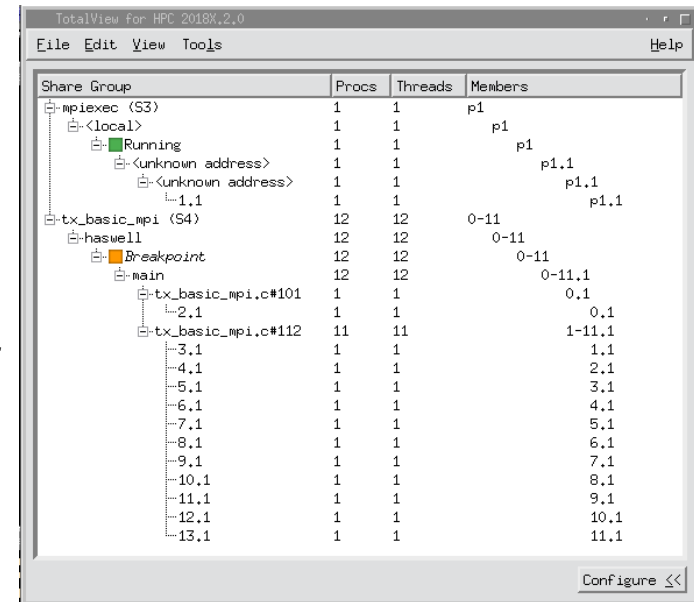 TotalView for HPC 2018X.2.0
File Edit View Tools Help
Share Group Procs Threads Members
mpiexec (S3) 1 1 p1
<local> 1 1 p1
Running 1 1 p1
<unknown address> 1 1 p1.1
<unknown address> 1 1 p1.1
1.1 1 1 p1.1
tx_basic_mpi (S4) 12 12 0-11
haswell 12 12 0-11
Breakpoint 12 12 0-11
main 12 12 0-11.1
tx_basic_mpi.c#101 1 1 0.1
2.1 1 1 0.1
tx_basic_mpi.c#112 11 11 1-11.1
3.1 1 1 1.1
4.1 1 1 2.1
5.1 1 1 3.1
6.1 1 1 4.1
7.1 1 1 5.1
8.1 1 1 6.1
9.1 1 1 7.1
10.1 1 1 8.1
11.1 1 1 9.1
12.1 1 1 10.1
13.1 1 1 11.1
Configure <<